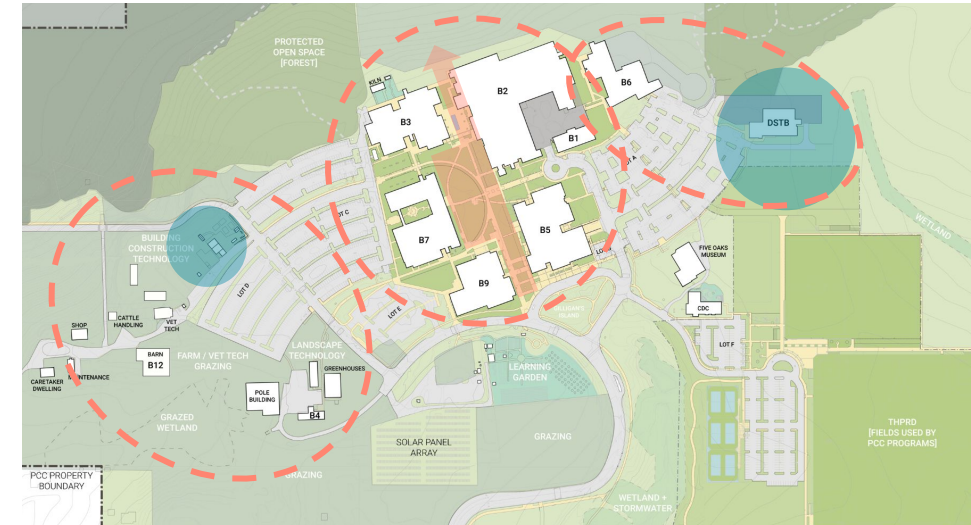 PROTECTED
OPEN SPACE
[FOREST]
KILN
B2
B6
B3
B1
DSTB
LOT A
LOT C
WETLAND
BUILDING
CONSTRUCTION
TECHNOLOGY
B7
B5
FIVE OAKS
MUSEUM
LOT D
B9
CDC
LOT E
CATTLE
HANDLING
VET
TECH
SHOP
LOT F
LANDSCAPE
TECHNOLOGY
BARN
B12
FARM / VET TECH
GRAZING
GREENHOUSES
LEARNING
GARDEN
MAINTENANCE
CARETAKER
DWELLING
POLE
BUILDING
B4
GRAZED
WETLAND
SOLAR PANEL
ARRAY
GRAZING
THPRD
[FIELDS USED BY
PCC PROGRAMS]
GRAZING
PCC PROPERTY
BOUNDARY
WETLAND +
STORMWATER